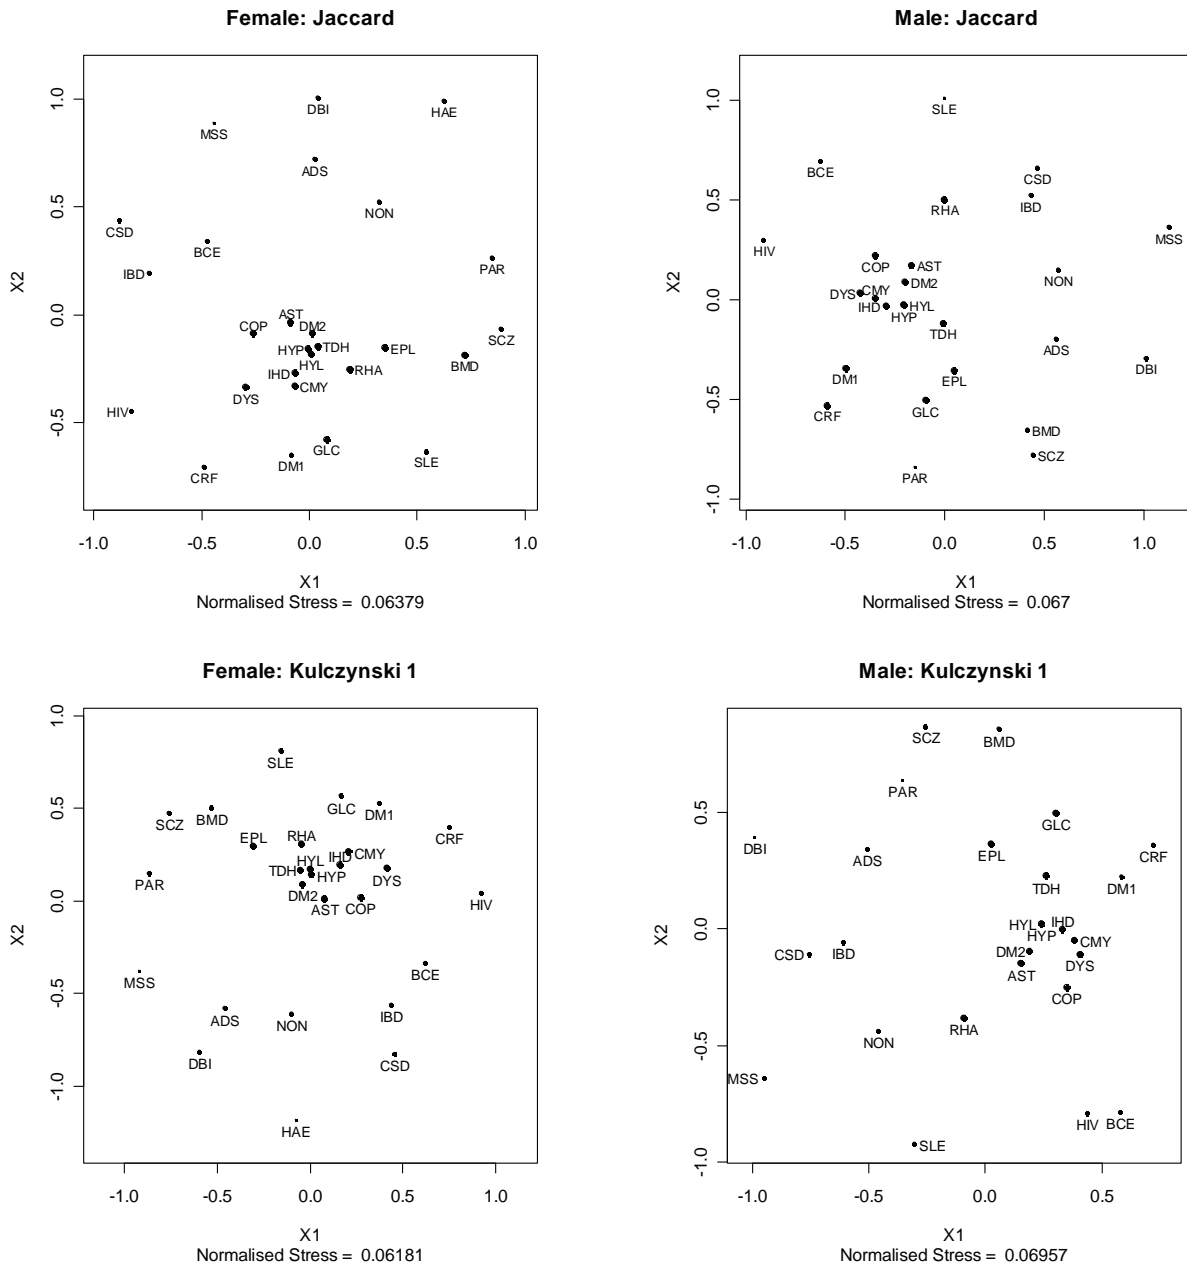 Female: Jaccard
X2
1.0
0.5
0.0
-0.5
DBI
HAE
MSS
ADS
NON
CSD
BCE
IBD
PAR
AST
COP
DM2
SCZ
HYP
TDH
EPL
HYL
BMD
IHD
RHA
CMY
DYS
HIV
GLC
DM1
SLE
CRF
-1.0 -0.5 0.0 0.5 1.0
X1
Normalised Stress = 0.06379
Male: Jaccard
X2
1.0
0.5
0.0
-0.5
-1.0
SLE
BCE
CSD
IBD
RHA
MSS
HIV
COP
AST
NON
DM2
CMY
DYS
IHD
HYL
HYP
TDH
ADS
DBI
DM1
EPL
CRF
GLC
BMD
SCZ
PAR
-1.0 -0.5 0.0 0.5 1.0
X1
Normalised Stress = 0.067
Female: Kulczynski 1
X2
1.0
0.5
0.0
-0.5
-1.0
SLE
GLC
DM1
SCZ
BMD
EPL
RHA
CRF
IHD
CMY
HYL
TDH
HYP
DYS
PAR
DM2
AST
COP
HIV
MSS
BCE
ADS
NON
IBD
DBI
CSD
HAE
-1.0 -0.5 0.0 0.5 1.0
X1
Normalised Stress = 0.06181
Male: Kulczynski 1
X2
0.5
0.0
-0.5
-1.0
SCZ
BMD
PAR
GLC
DBI
ADS
EPL
CRF
TDH
DM1
HYL
IHD
HYP
CMY
CSD
IBD
DM2
AST
DYS
COP
NON
RHA
MSS
HIV
BCE
SLE
-1.0 -0.5 0.0 0.5
X1
Normalised Stress = 0.06957